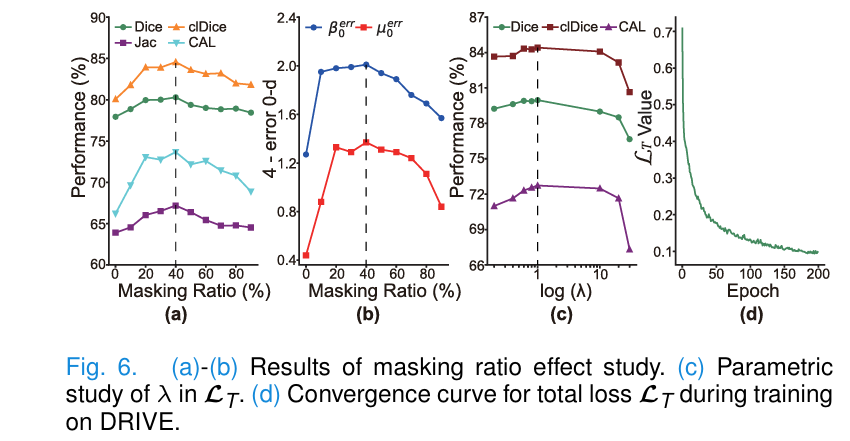 90
85
80
75
70
65
60
Performance (%)
Dice clDice
Jac CAL
0 20 40 60 80
Masking Ratio (%)
(a)
2.4
2.0
1.6
1.2
0.8
0.4
4 - error 0-d
β₀ᵉʳʳ μ₀ᵉʳʳ
0 20 40 60 80
Masking Ratio (%)
(b)
87
84
81
78
75
72
69
66
Performance (%)
Dice clDice CAL
1 10
log (λ)
(c)
0.7
0.6
0.5
0.4
0.3
0.2
0.1
ℒT Value
0 50 100 150 200
Epoch
(d)
Fig. 6. (a)-(b) Results of masking ratio effect study. (c) Parametric
study of λ in ℒT. (d) Convergence curve for total loss ℒT during training
on DRIVE.